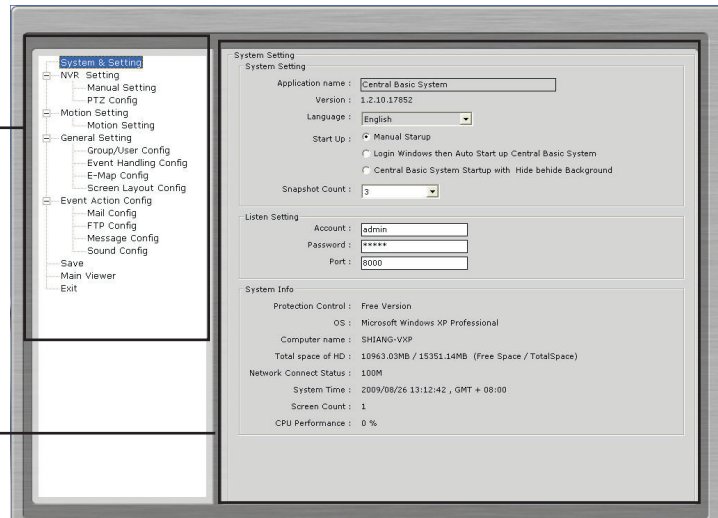 System & Setting
NVR Setting
Manual Setting
PTZ Config
Motion Setting
Motion Setting
General Setting
Group/User Config
Event Handling Config
E-Map Config
Screen Layout Config
Event Action Config
Mail Config
FTP Config
Message Config
Sound Config
Save
Main Viewer
Exit
System Setting
System Setting
Application name : Central Basic System
Version : 1.2.10.17852
Language : English
Start Up : Manual Starup
Login Windows then Auto Start up Central Basic System
Central Basic System Startup with Hide behide Background
Snapshot Count : 3
Listen Setting
Account : admin
Password : *****
Port : 8000
System Info
Protection Control : Free Version
OS : Microsoft Windows XP Professional
Computer name : SHIANG-VXP
Total space of HD : 10963.03MB / 15351.14MB (Free Space / TotalSpace)
Network Connect Status : 100M
System Time : 2009/08/26 13:12:42 , GMT + 08:00
Screen Count : 1
CPU Performance : 0 %